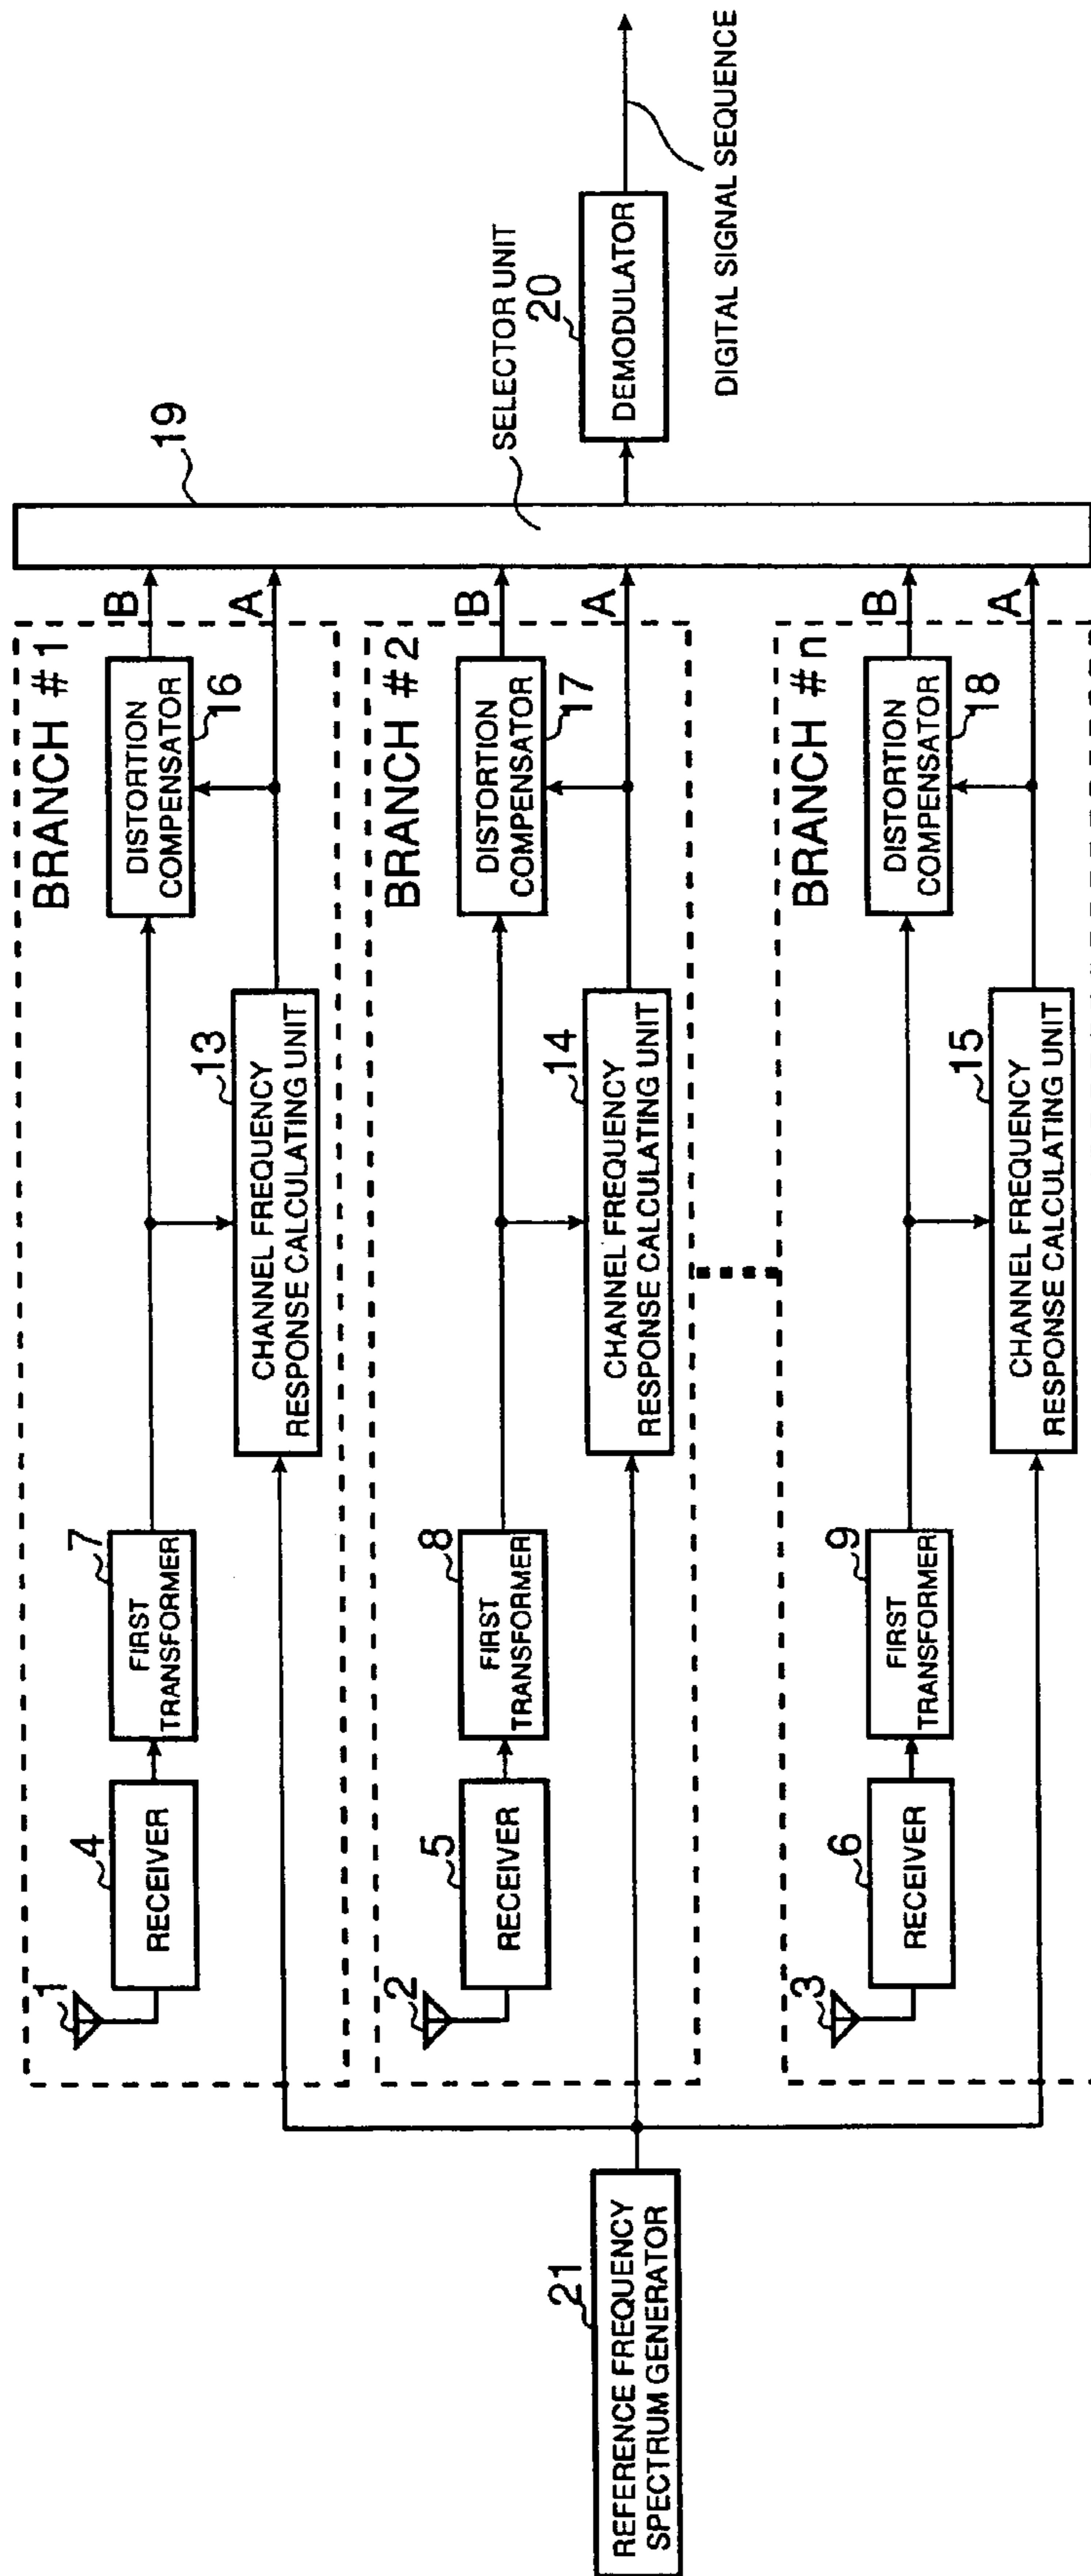 21
REFERENCE FREQUENCY
SPECTRUM GENERATOR
BRANCH #1
1
4
RECEIVER
7
FIRST
TRANSFORMER
13
CHANNEL FREQUENCY
RESPONSE CALCULATING UNIT
DISTORTION
COMPENSATOR
16
B
A
BRANCH #2
2
5
RECEIVER
8
FIRST
TRANSFORMER
14
CHANNEL FREQUENCY
RESPONSE CALCULATING UNIT
DISTORTION
COMPENSATOR
17
B
A
BRANCH #n
3
6
RECEIVER
9
FIRST
TRANSFORMER
15
CHANNEL FREQUENCY
RESPONSE CALCULATING UNIT
DISTORTION
COMPENSATOR
18
B
A
19
SELECTOR UNIT
20
DEMODULATOR
DIGITAL SIGNAL SEQUENCE